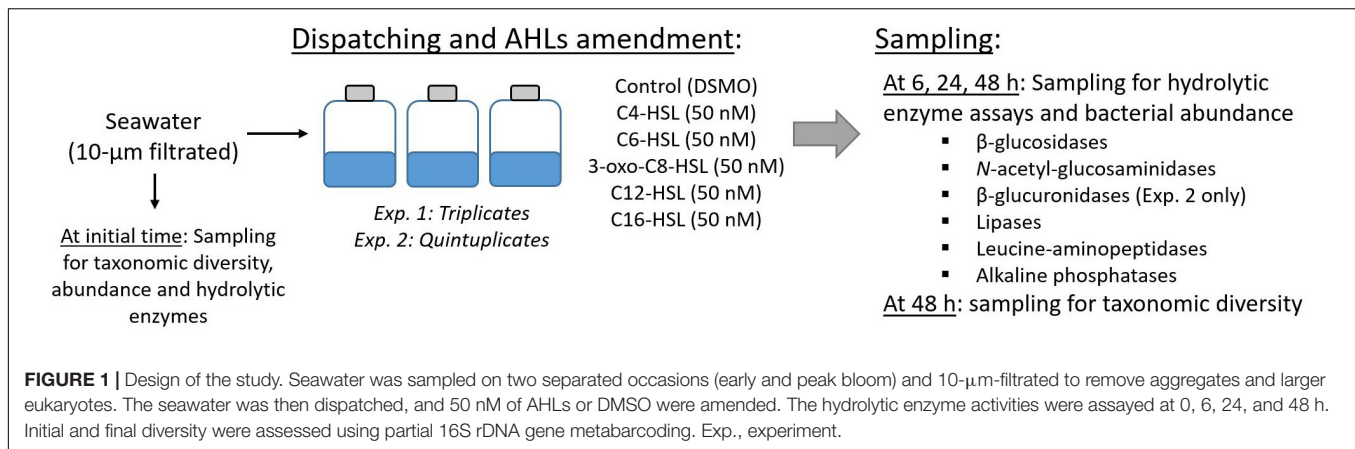 Dispatching and AHLs amendment:
Sampling:
Seawater
(10-µm filtrated)
At initial time: Sampling
for taxonomic diversity,
abundance and hydrolytic
enzymes
Exp. 1: Triplicates
Exp. 2: Quintuplicates
Control (DSMO)
C4-HSL (50 nM)
C6-HSL (50 nM)
3-oxo-C8-HSL (50 nM)
C12-HSL (50 nM)
C16-HSL (50 nM)
At 6, 24, 48 h: Sampling for hydrolytic
enzyme assays and bacterial abundance
▪ β-glucosidases
▪ N-acetyl-glucosaminidases
▪ β-glucuronidases (Exp. 2 only)
▪ Lipases
▪ Leucine-aminopeptidases
▪ Alkaline phosphatases
At 48 h: sampling for taxonomic diversity
FIGURE 1 | Design of the study. Seawater was sampled on two separated occasions (early and peak bloom) and 10-µm-filtrated to remove aggregates and larger
eukaryotes. The seawater was then dispatched, and 50 nM of AHLs or DMSO were amended. The hydrolytic enzyme activities were assayed at 0, 6, 24, and 48 h.
Initial and final diversity were assessed using partial 16S rDNA gene metabarcoding. Exp., experiment.